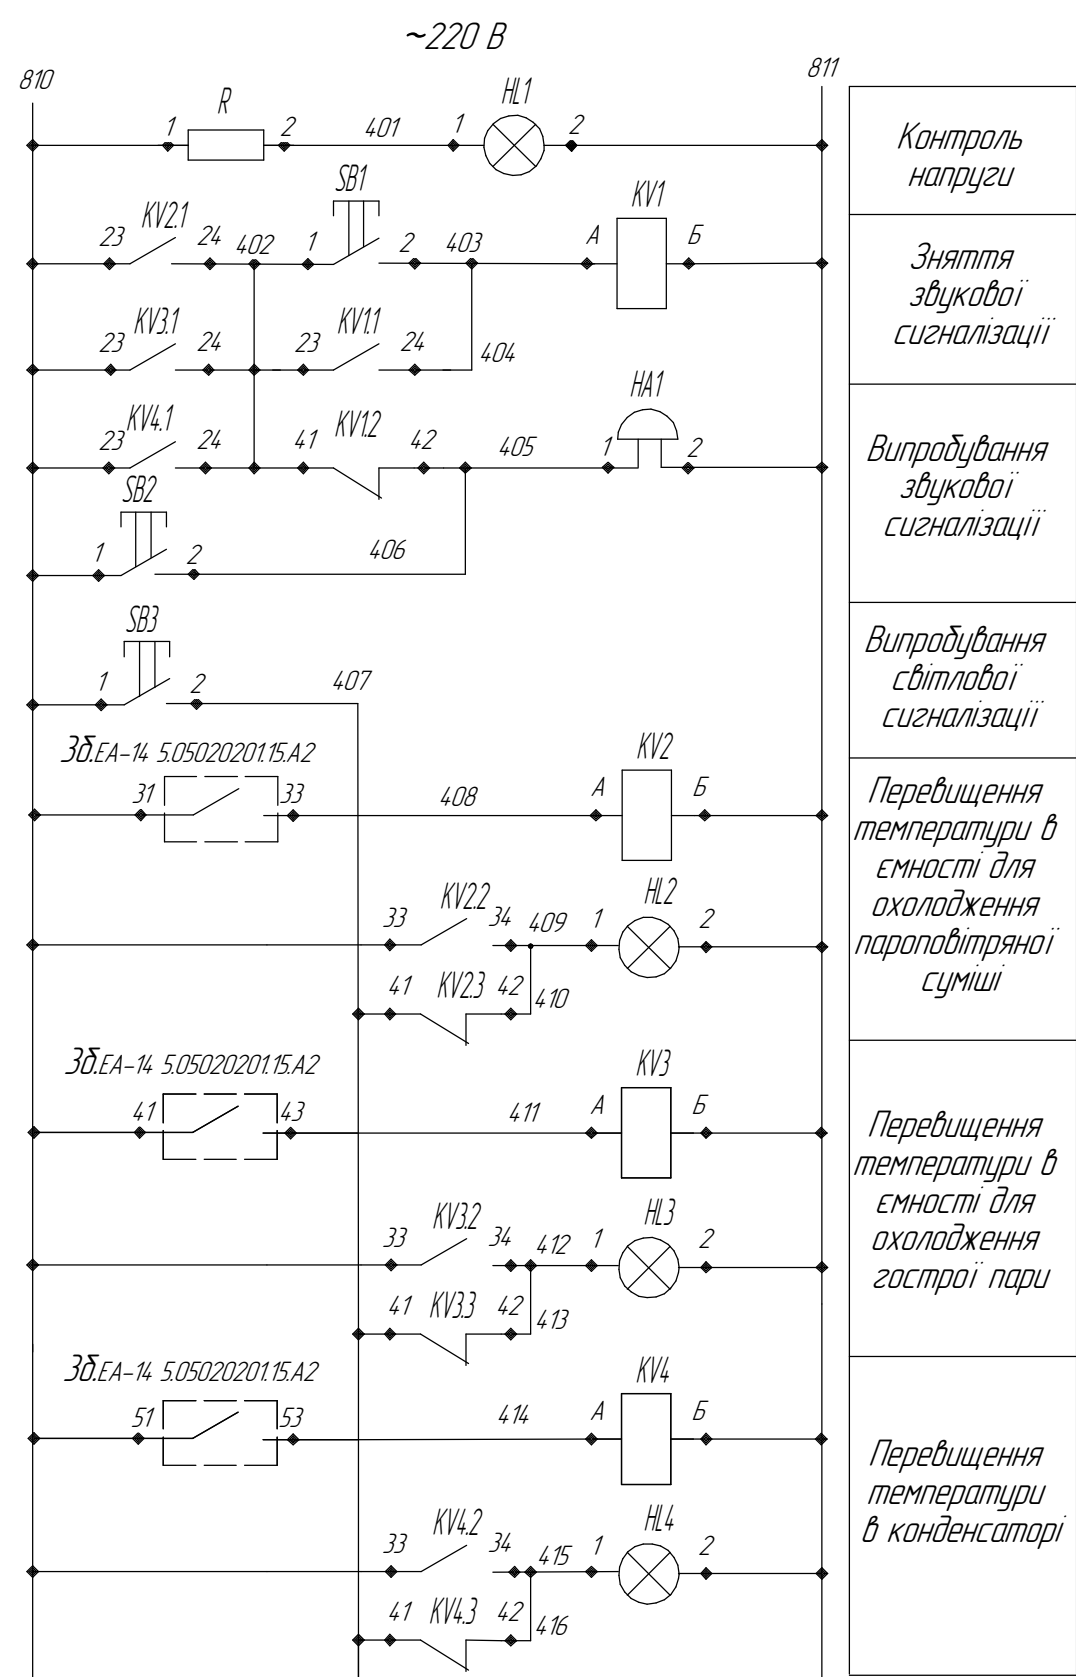 ~220 В
810
811
R
HL1
1
2
401
1
2
Контроль
напруги
SB1
KV2.1
KV1
23
24
402
1
2
403
А
Б
Зняття
звукової
сигналізації
KV3.1
KV1.1
23
24
23
24
404
HA1
KV4.1
KV1.2
23
24
41
42
405
1
2
Випробування
звукової
сигналізації
SB2
1
2
406
SB3
1
2
407
Випробування
світлової
сигналізації
3б.EA-14 5.05020201.15.А2
KV2
31
33
408
А
Б
Перевищення
температури в
ємності для
охолодження
пароповітряної
суміші
KV2.2
HL2
33
34
409
1
2
41
KV2.3
42
410
3б.EA-14 5.05020201.15.А2
KV3
41
43
411
А
Б
Перевищення
температури в
ємності для
охолодження
гострої пари
KV3.2
HL3
33
34
412
1
2
41
KV3.3
42
413
3б.EA-14 5.05020201.15.А2
KV4
51
53
414
А
Б
Перевищення
температури
в конденсаторі
KV4.2
HL4
33
34
415
1
2
41
KV4.3
42
416